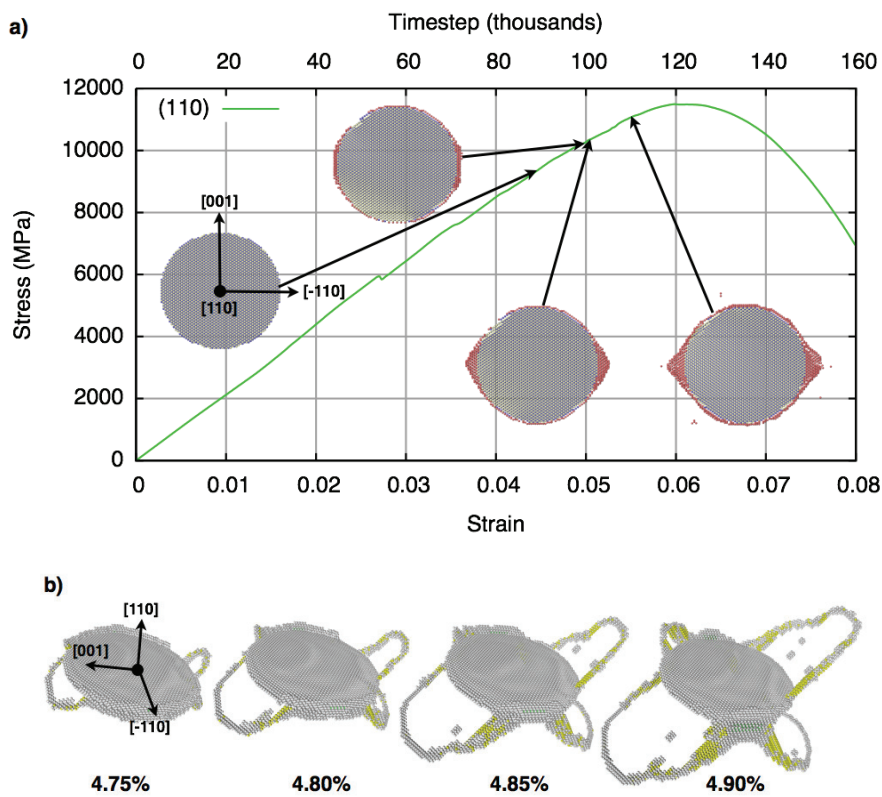 a)
Timestep (thousands)
0 20 40 60 80 100 120 140 160
12000
(110)
10000
[001]
8000
Stress (MPa)
6000
[-110]
[110]
4000
2000
0
0 0.01 0.02 0.03 0.04 0.05 0.06 0.07 0.08
Strain
b)
[110]
[001]
[-110]
4.75% 4.80% 4.85% 4.90%